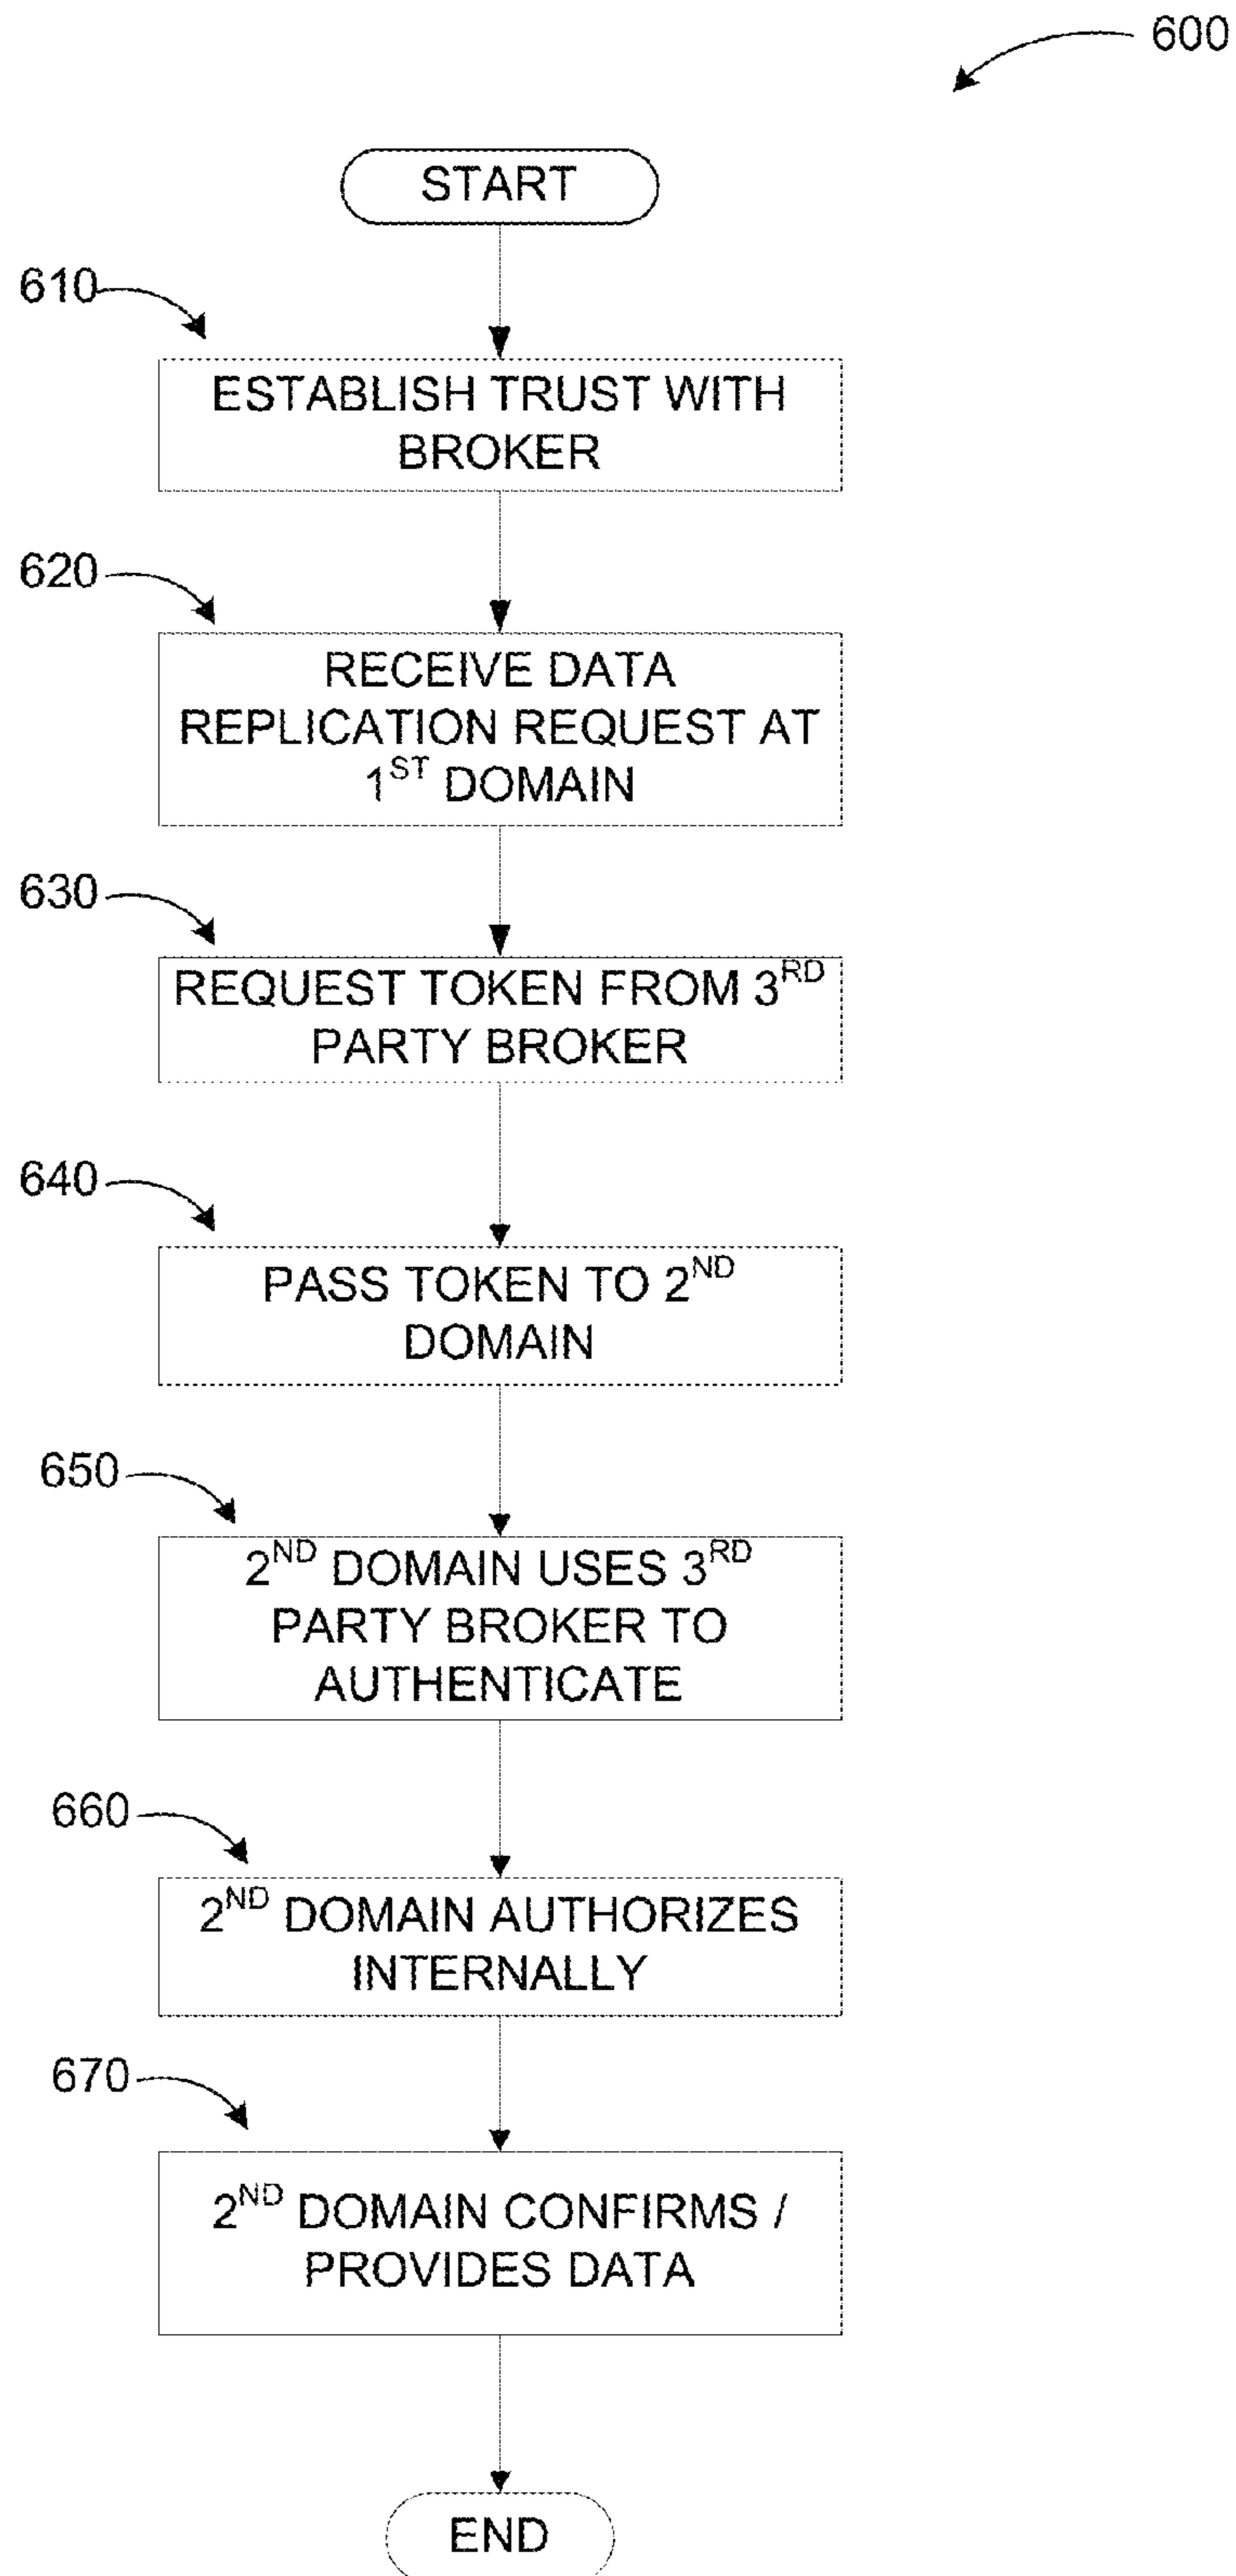 600
START
610
ESTABLISH TRUST WITH
BROKER
620
RECEIVE DATA
REPLICATION REQUEST AT
1ST DOMAIN
630
REQUEST TOKEN FROM 3RD
PARTY BROKER
640
PASS TOKEN TO 2ND
DOMAIN
650
2ND DOMAIN USES 3RD
PARTY BROKER TO
AUTHENTICATE
660
2ND DOMAIN AUTHORIZES
INTERNALLY
670
2ND DOMAIN CONFIRMS /
PROVIDES DATA
END